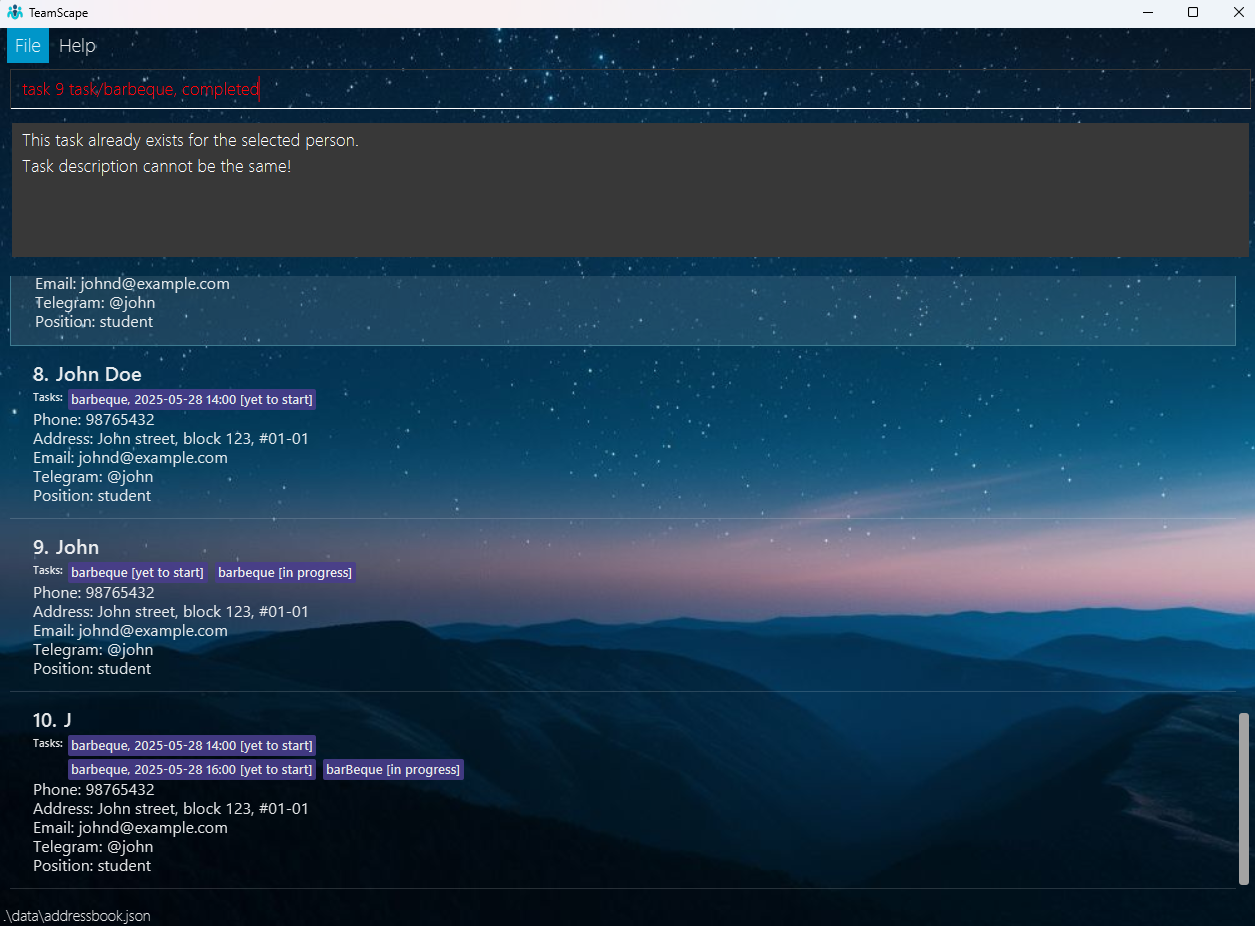 TeamScape
File Help
task 9 task/barbeque, completed
This task already exists for the selected person.
Task description cannot be the same!
Email: johnd@example.com
Telegram: @john
Position: student
8. John Doe
Tasks: barbeque, 2025-05-28 14:00 [yet to start]
Phone: 98765432
Address: John street, block 123, #01-01
Email: johnd@example.com
Telegram: @john
Position: student
9. John
Tasks: barbeque [yet to start] barbeque [in progress]
Phone: 98765432
Address: John street, block 123, #01-01
Email: johnd@example.com
Telegram: @john
Position: student
10. J
Tasks: barbeque, 2025-05-28 14:00 [yet to start]
barbeque, 2025-05-28 16:00 [yet to start] barBeque [in progress]
Phone: 98765432
Address: John street, block 123, #01-01
Email: johnd@example.com
Telegram: @john
Position: student
.\data\addressbook.json